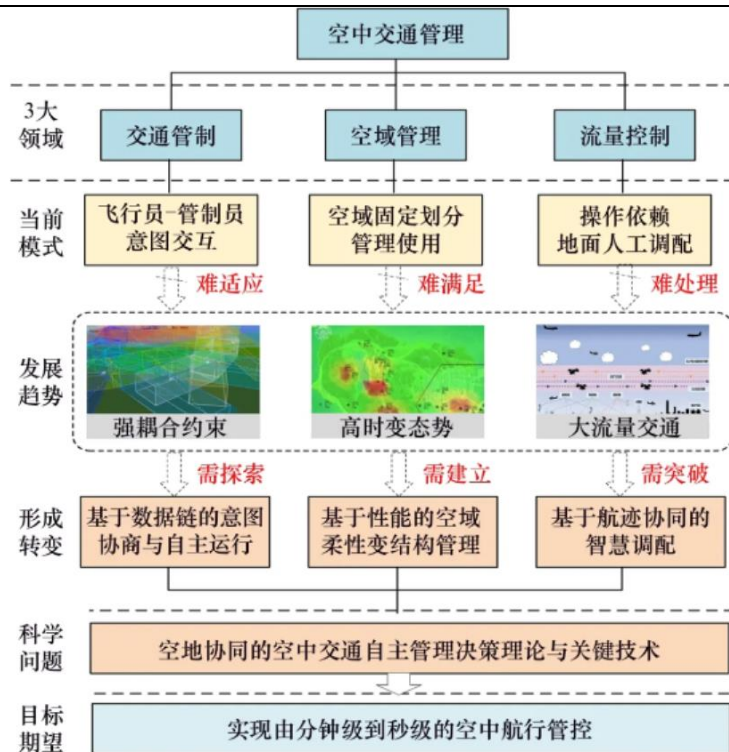 空中交通管理
3大
领域
交通管制
空域管理
流量控制
当前
模式
飞行员-管制员
意图交互
空域固定划分
管理使用
操作依赖
地面人工调配
难适应
难满足
难处理
发展
趋势
强耦合约束
高时变态势
大流量交通
需探索
需建立
需突破
形成
转变
基于数据链的意图
协商与自主运行
基于性能的空域
柔性变结构管理
基于航迹协同的
智慧调配
科学
问题
空地协同的空中交通自主管理决策理论与关键技术
目标
期望
实现由分钟级到秒级的空中航行管控